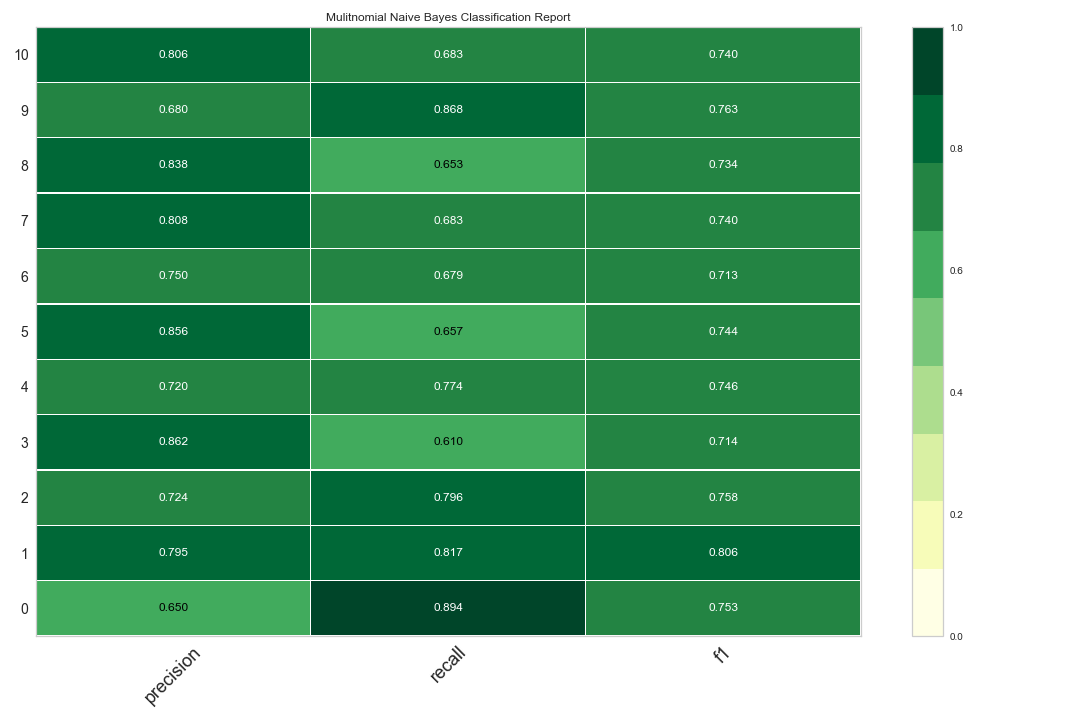 Mulitnomial Naive Bayes Classification Report
10 0.806 0.683 0.740
9 0.680 0.868 0.763
8 0.838 0.653 0.734
7 0.808 0.683 0.740
6 0.750 0.679 0.713
5 0.856 0.657 0.744
4 0.720 0.774 0.746
3 0.862 0.610 0.714
2 0.724 0.796 0.758
1 0.795 0.817 0.806
0 0.650 0.894 0.753
precision recall f1
1.0
0.8
0.6
0.4
0.2
0.0